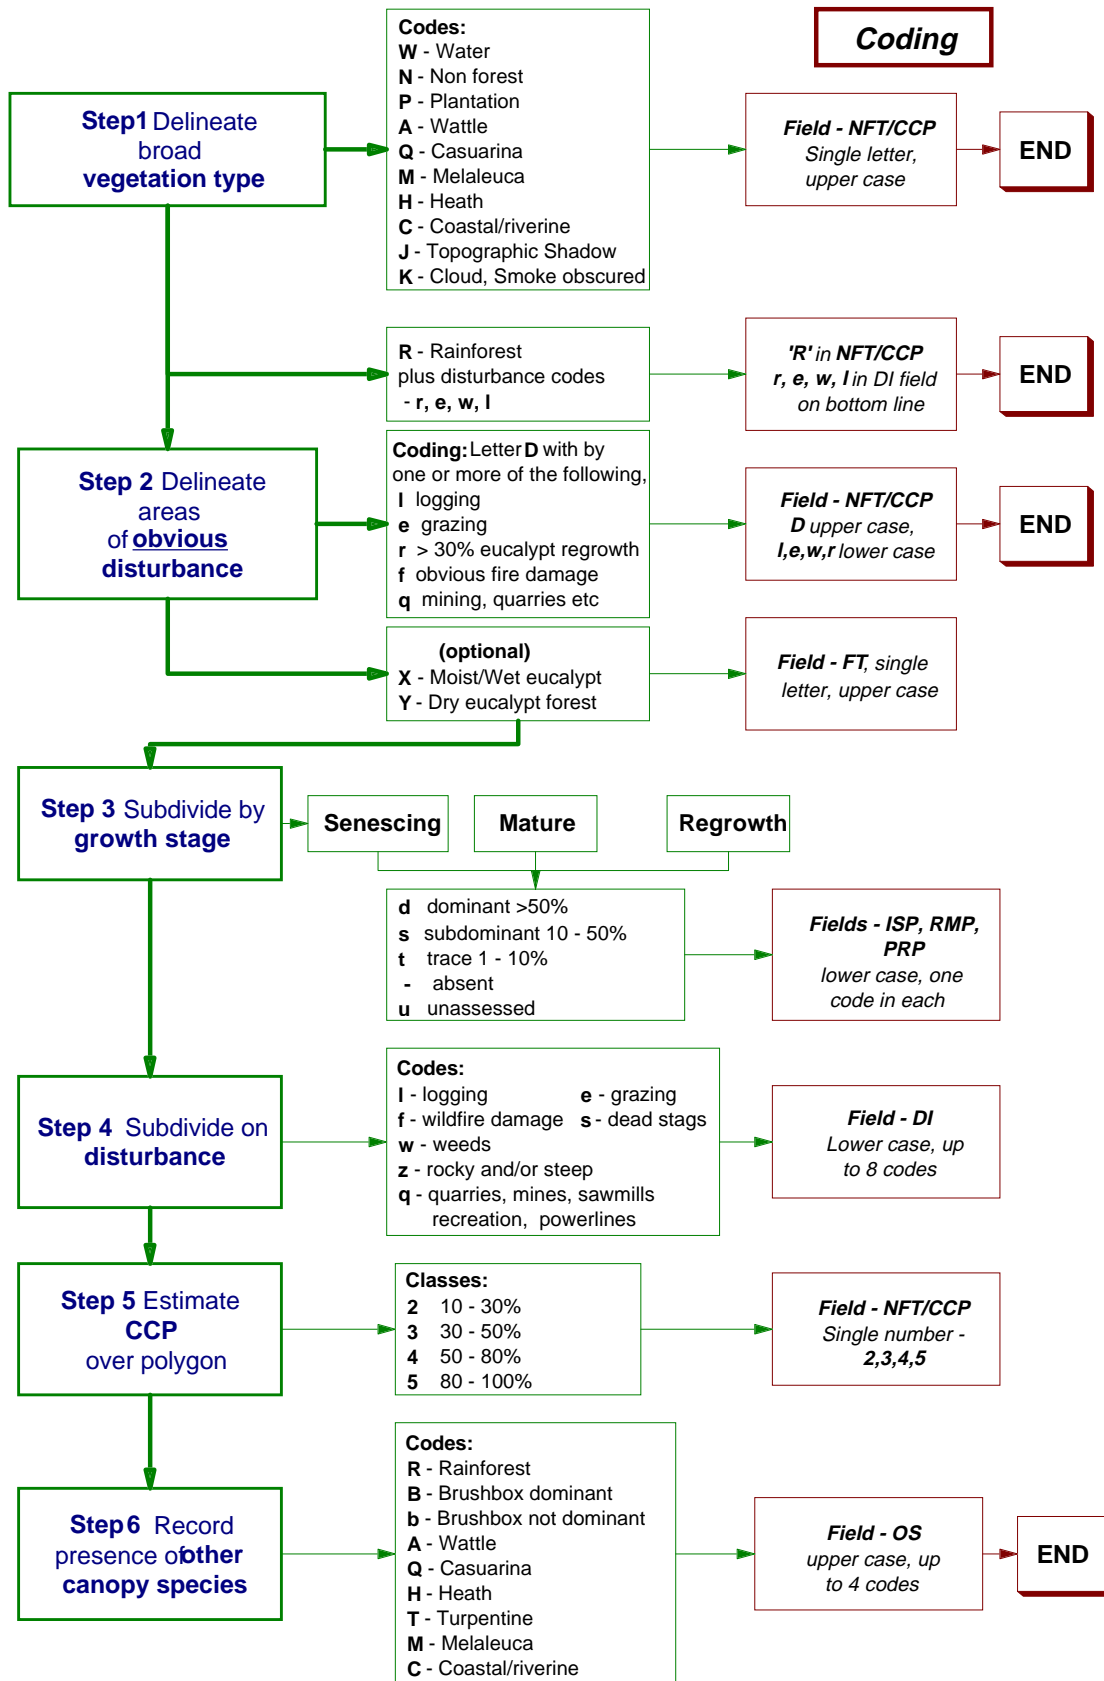 Coding
Step1 Delineate
broad
vegetation type
Codes:
W - Water
N - Non forest
P - Plantation
A - Wattle
Q - Casuarina
M - Melaleuca
H - Heath
C - Coastal/riverine
J - Topographic Shadow
K - Cloud, Smoke obscured
Field - NFT/CCP
Single letter,
upper case
END
R - Rainforest
plus disturbance codes
- r, e, w, l
'R' in NFT/CCP
r, e, w, l in DI field
on bottom line
END
Step 2 Delineate
areas
of obvious
disturbance
Coding: Letter D with by
one or more of the following,
l logging
e grazing
r > 30% eucalypt regrowth
f obvious fire damage
q mining, quarries etc
Field - NFT/CCP
D upper case,
l,e,w,r lower case
END
(optional)
X - Moist/Wet eucalypt
Y - Dry eucalypt forest
Field - FT, single
letter, upper case
Step 3 Subdivide by
growth stage
Senescing
Mature
Regrowth
d dominant >50%
s subdominant 10 - 50%
t trace 1 - 10%
- absent
u unassessed
Fields - ISP, RMP,
PRP
lower case, one
code in each
Step 4 Subdivide on
disturbance
Codes:
l - logging e - grazing
f - wildfire damage s - dead stags
w - weeds
z - rocky and/or steep
q - quarries, mines, sawmills
recreation, powerlines
Field - DI
Lower case, up
to 8 codes
Step 5 Estimate
CCP
over polygon
Classes:
2 10 - 30%
3 30 - 50%
4 50 - 80%
5 80 - 100%
Field - NFT/CCP
Single number -
2,3,4,5
Step 6 Record
presence of other
canopy species
Codes:
R - Rainforest
B - Brushbox dominant
b - Brushbox not dominant
A - Wattle
Q - Casuarina
H - Heath
T - Turpentine
M - Melaleuca
C - Coastal/riverine
Field - OS
upper case, up
to 4 codes
END